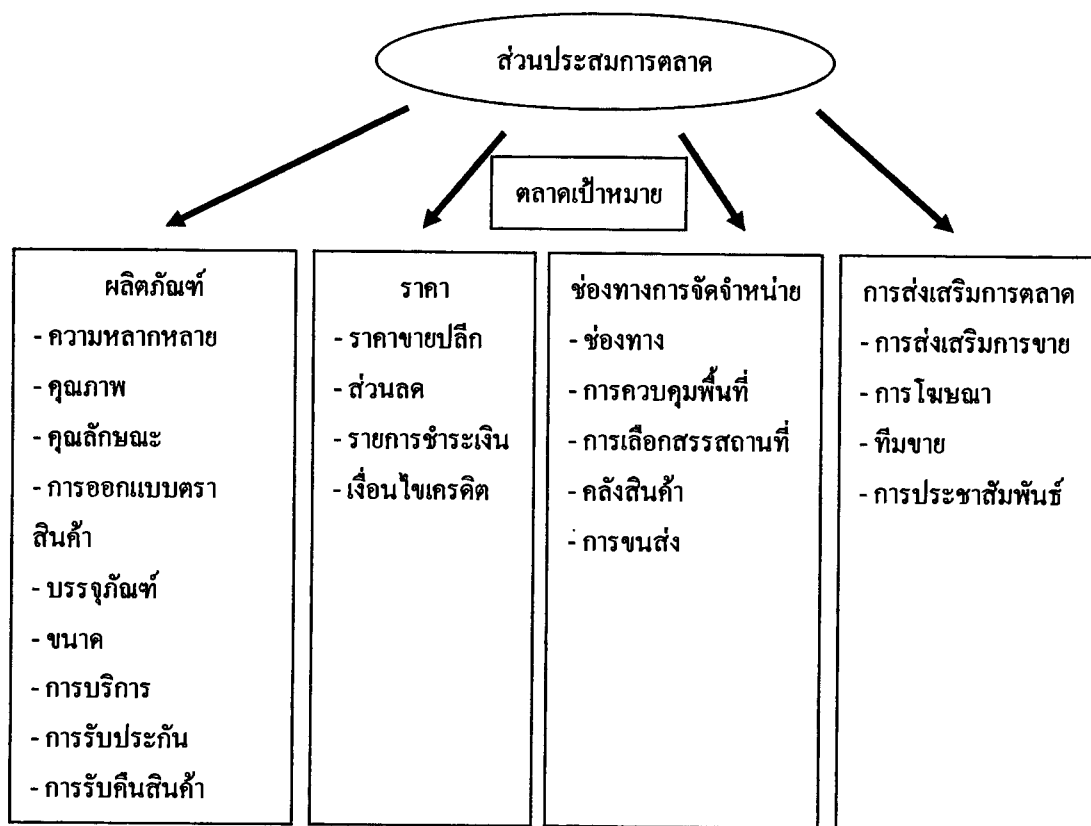 ส่วนประสมการตลาด
ตลาดเป้าหมาย
ผลิตภัณฑ์
- ความหลากหลาย
- คุณภาพ
- คุณลักษณะ
- การออกแบบตรา
สินค้า
- บรรจุภัณฑ์
- ขนาด
- การบริการ
- การรับประกัน
- การรับคืนสินค้า
ราคา
- ราคาขายปลีก
- ส่วนลด
- รายการชำระเงิน
- เงื่อนไขเครดิต
ช่องทางการจัดจำหน่าย
- ช่องทาง
- การควบคุมพื้นที่
- การเลือกสรรสถานที่
- คลังสินค้า
- การขนส่ง
การส่งเสริมการตลาด
- การส่งเสริมการขาย
- การโฆษณา
- ทีมขาย
- การประชาสัมพันธ์